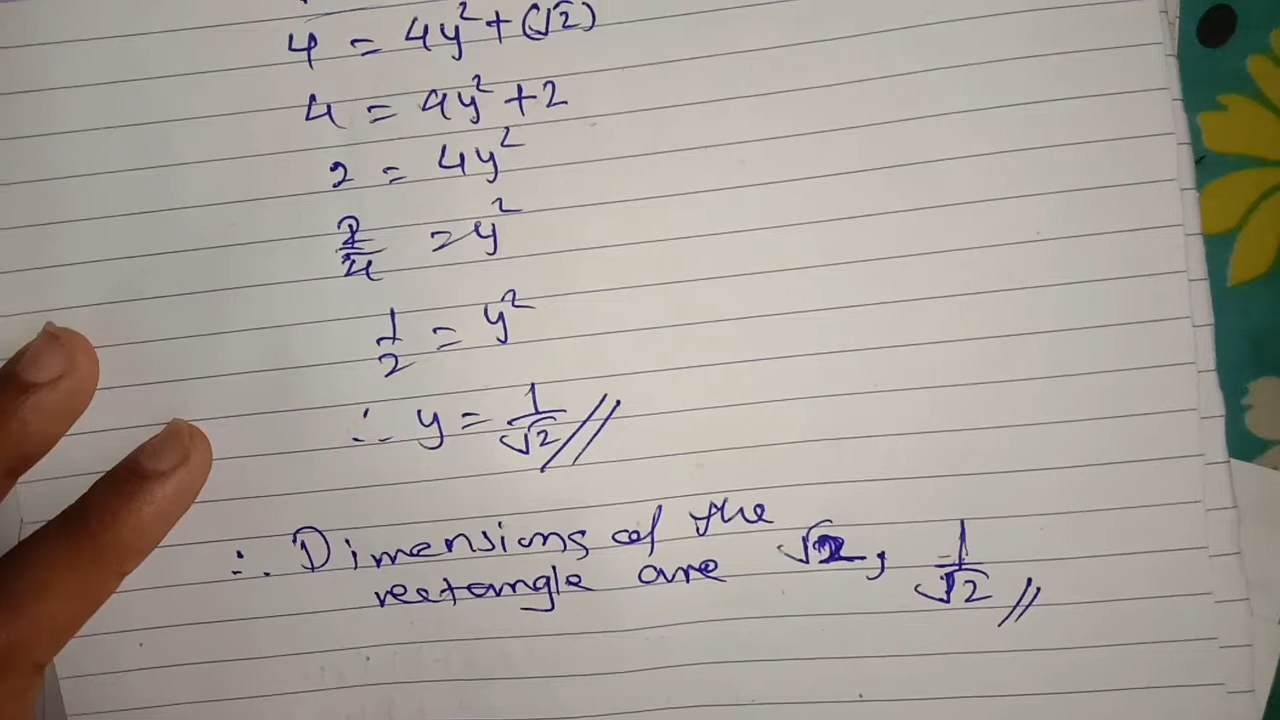 4 = 4y² + (√2)
4 = 4y² + 2
2 = 4y²
2/4 = y²
1/2 = y²
∴ y = 1/√2 //
∴ Dimensions of the
rectangle are √2, 1/√2 //